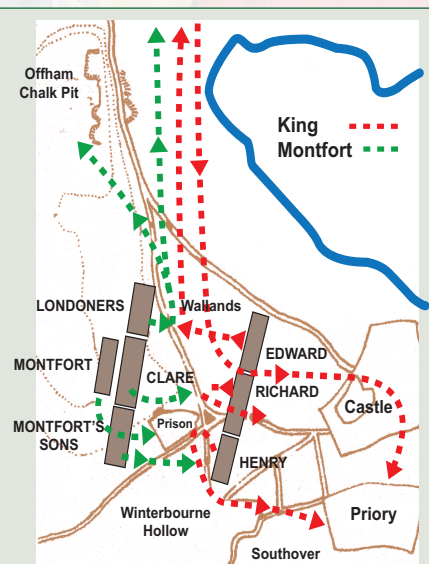 Offham
Chalk Pit
King
Montfort
LONDONERS
Wallands
MONTFORT
CLARE
EDWARD
RICHARD
Castle
MONTFORT'S
SONS
Prison
HENRY
Winterbourne
Hollow
Priory
Southover